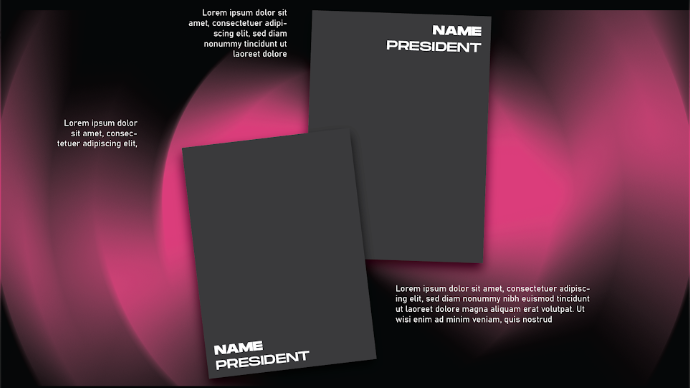 Lorem ipsum dolor sit
amet, consectetuer adipi-
scing elit, sed diam
nonummy tincidunt ut
laoreet dolore
NAME
PRESIDENT
Lorem ipsum dolor
sit amet, consec-
tetuer adipiscing elit,
Lorem ipsum dolor sit amet, consectetuer adipisc-
ing elit, sed diam nonummy nibh euismod tincidunt
ut laoreet dolore magna aliquam erat volutpat. Ut
wisi enim ad minim veniam, quis nostrud
NAME
PRESIDENT